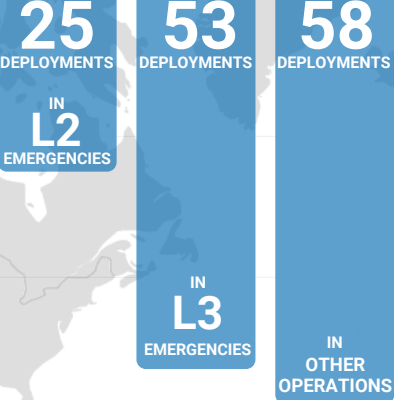 25
DEPLOYMENTS
IN
L2
EMERGENCIES
53
DEPLOYMENTS
IN
L3
EMERGENCIES
58
DEPLOYMENTS
IN
OTHER
OPERATIONS